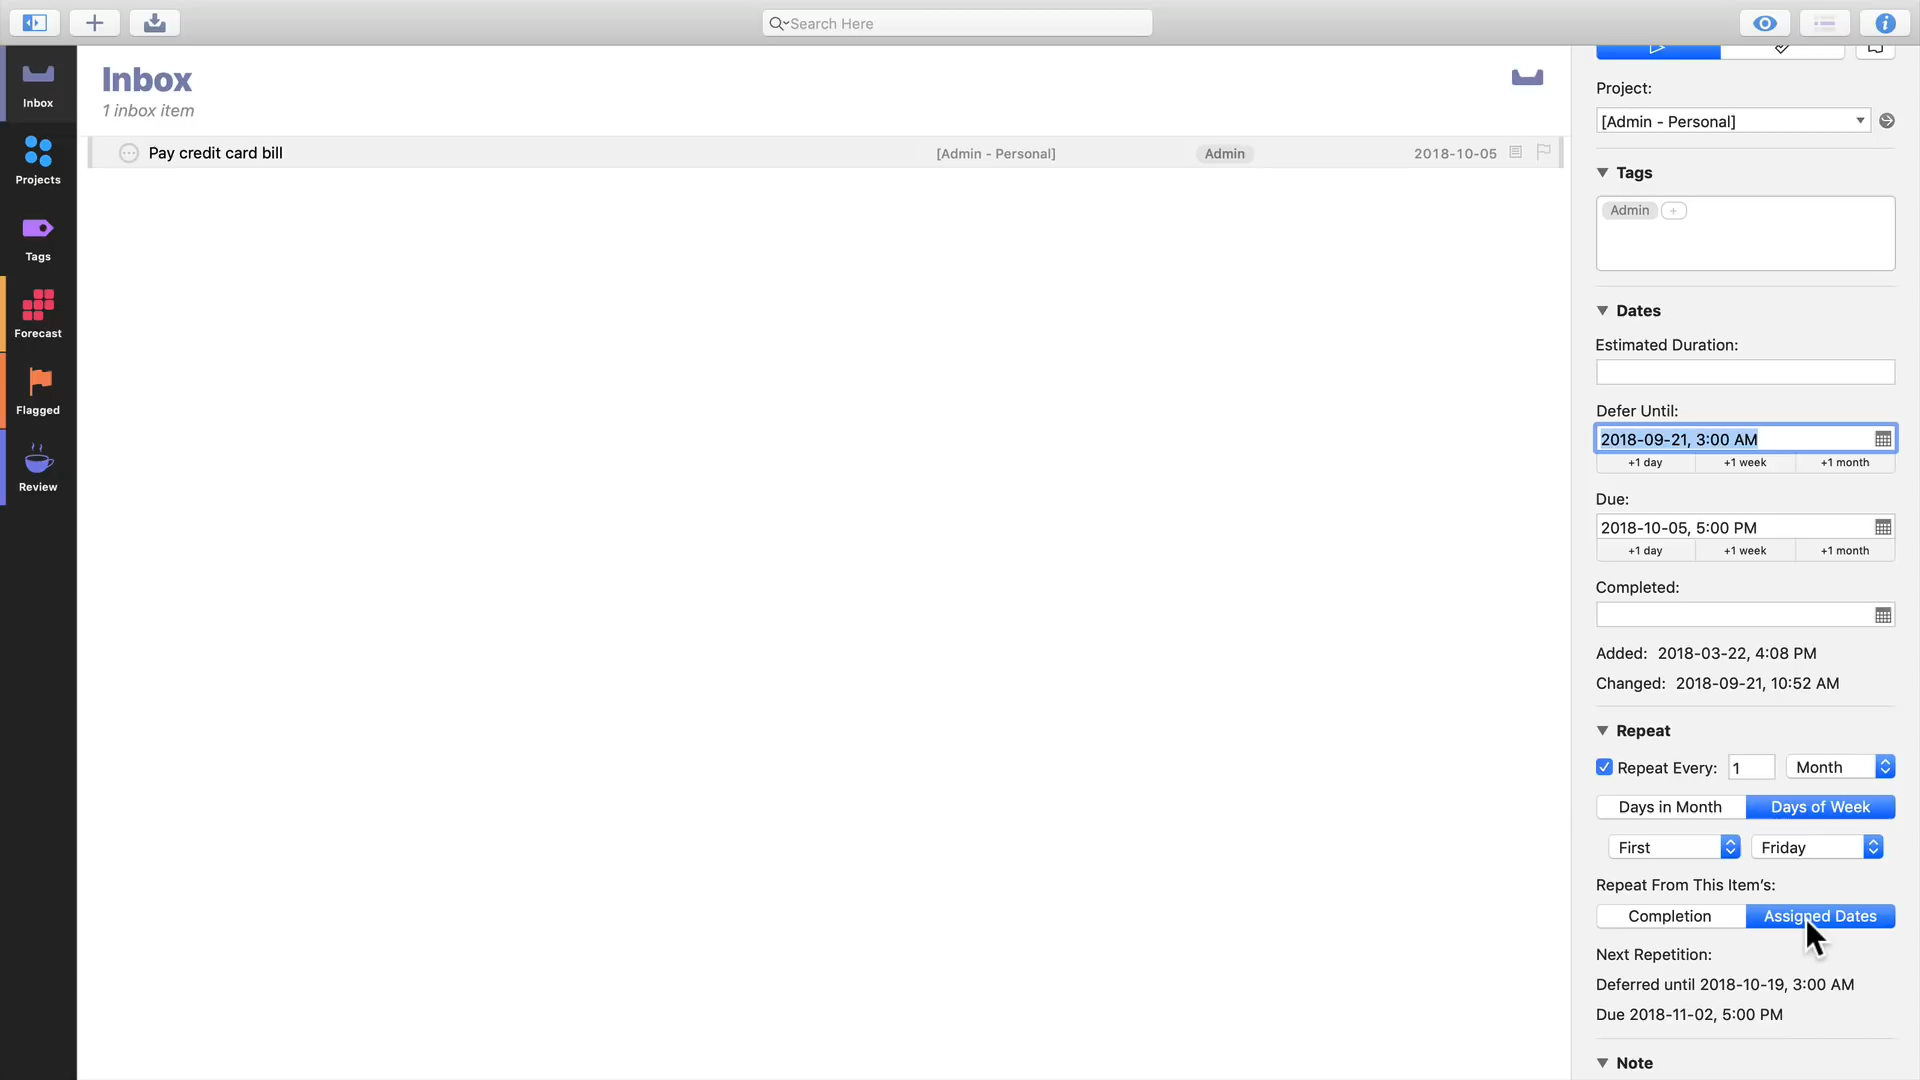 Search Here
Inbox
Projects
Tags
Forecast
Flagged
Review
Inbox
1 inbox item
Pay credit card bill [Admin - Personal] Admin 2018-10-05
Project:
[Admin - Personal]
Tags
Admin +
Dates
Estimated Duration:
Defer Until:
2018-09-21, 3:00 AM
+1 day +1 week +1 month
Due:
2018-10-05, 5:00 PM
+1 day +1 week +1 month
Completed:
Added: 2018-03-22, 4:08 PM
Changed: 2018-09-21, 10:52 AM
Repeat
Repeat Every: 1 Month
Days in Month Days of Week
First Friday
Repeat From This Item's:
Completion Assigned Dates
Next Repetition:
Deferred until 2018-10-19, 3:00 AM
Due 2018-11-02, 5:00 PM
Note